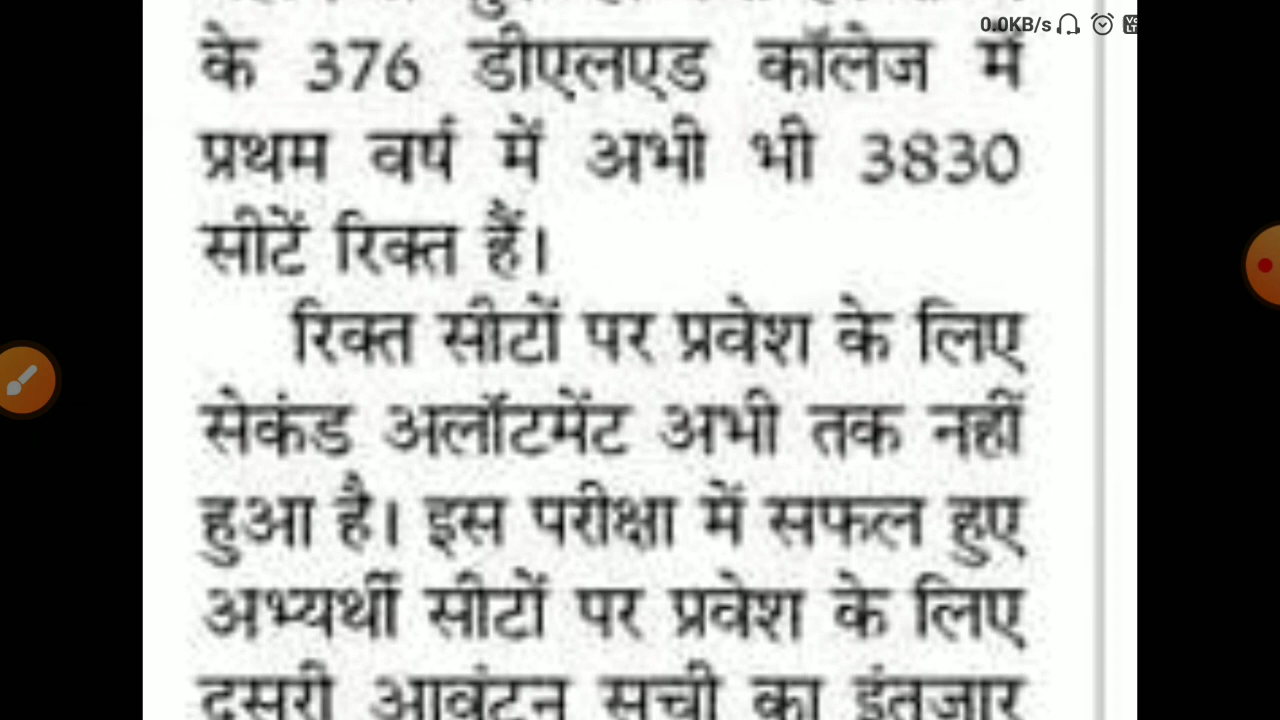 0.0KB/s
के 376 डीएलएड कॉलेज में
प्रथम वर्ष में अभी भी 3830
सीटें रिक्त हैं।
रिक्त सीटों पर प्रवेश के लिए
सेकंड अलॉटमेंट अभी तक नहीं
हुआ है। इस परीक्षा में सफल हुए
अभ्यर्थी सीटों पर प्रवेश के लिए
दूसरी आवंटन सूची का इंतजार